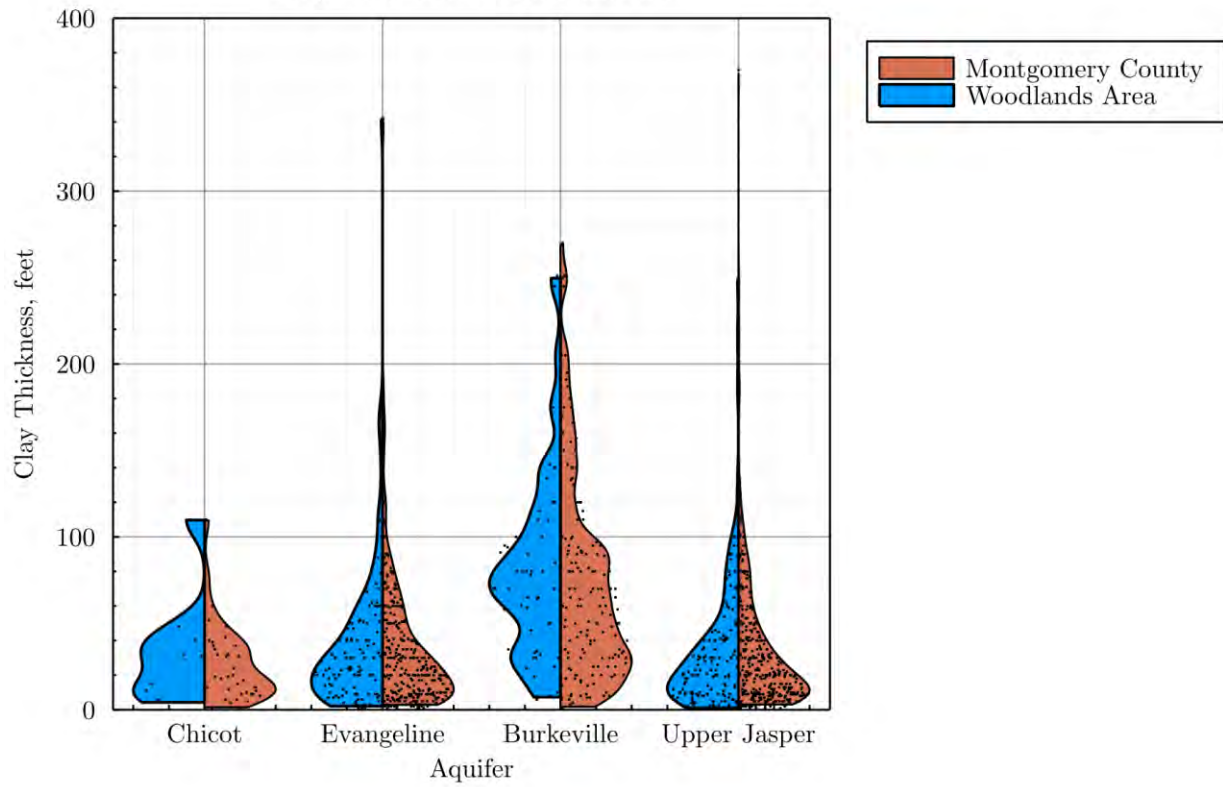 400
300
200
100
0
Clay Thickness, feet
Chicot Evangeline Burkeville Upper Jasper
Aquifer
Montgomery County
Woodlands Area